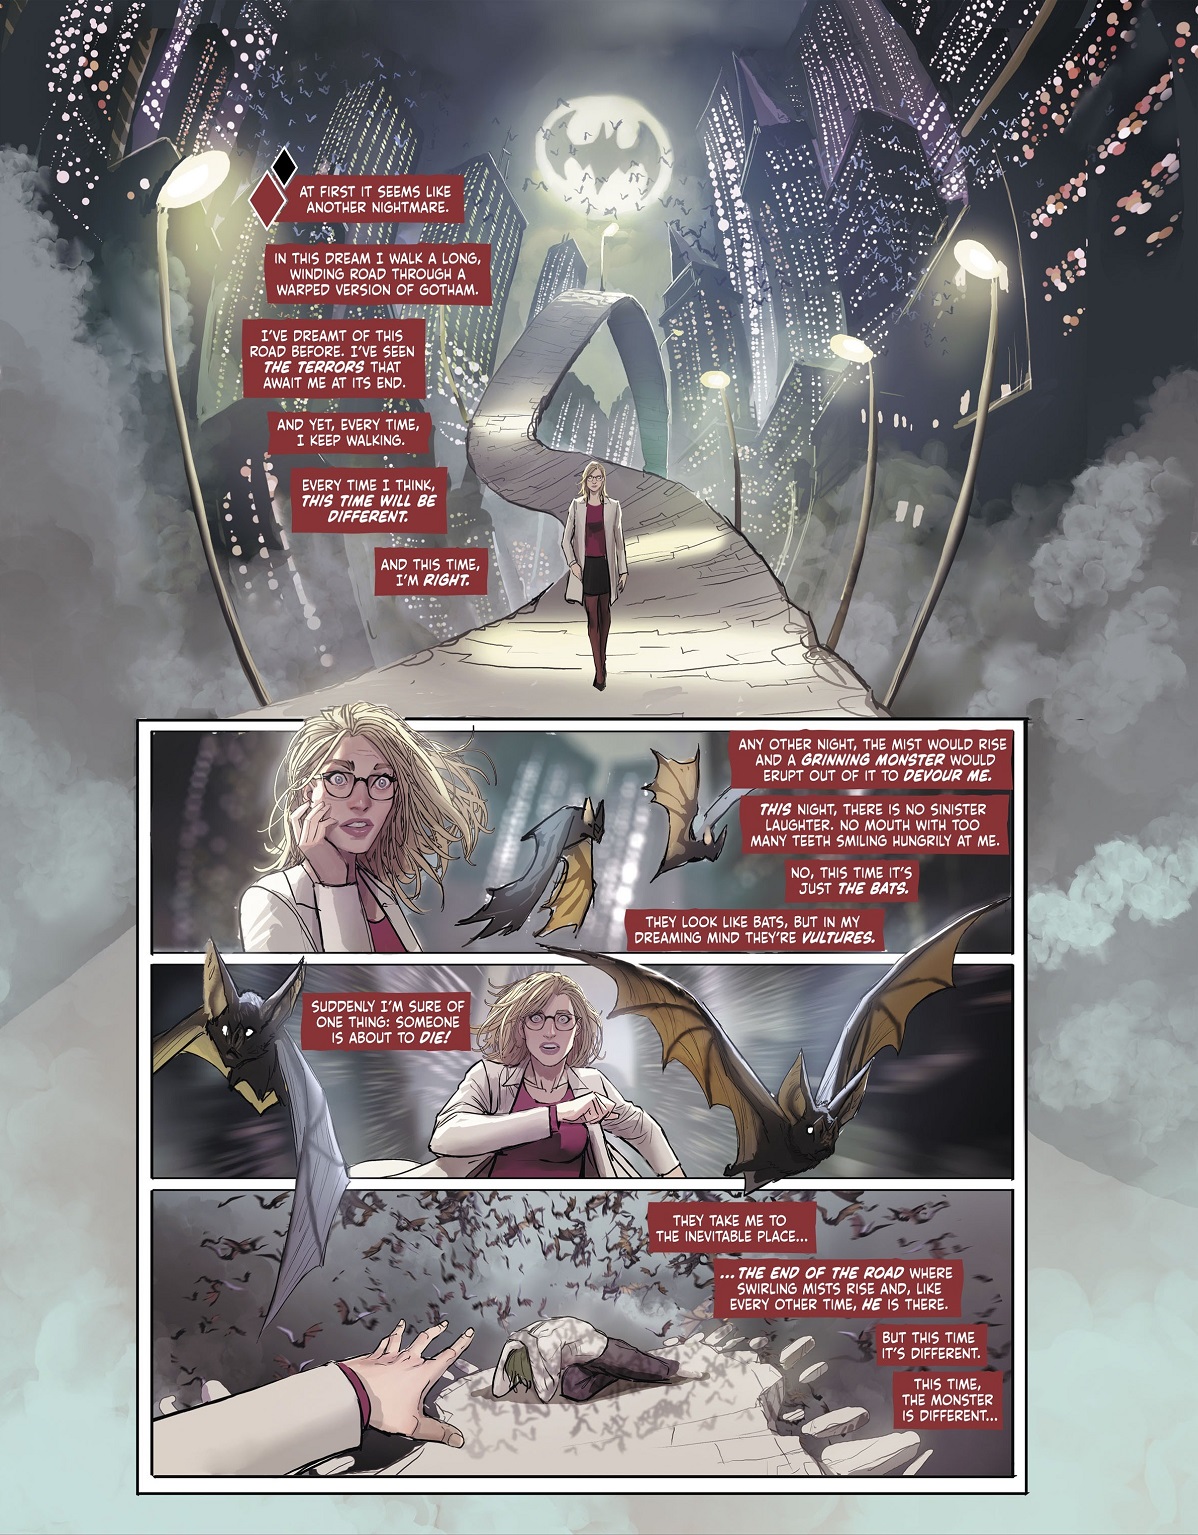 AT FIRST IT SEEMS LIKE
ANOTHER NIGHTMARE.
IN THIS DREAM I WALK A LONG,
WINDING ROAD THROUGH A
WARPED VERSION OF GOTHAM.
I'VE DREAMT OF THIS
ROAD BEFORE. I'VE SEEN
THE TERRORS THAT
AWAIT ME AT ITS END.
AND YET, EVERY TIME,
I KEEP WALKING.
EVERY TIME I THINK,
THIS TIME WILL BE
DIFFERENT.
AND THIS TIME,
I'M RIGHT.
ANY OTHER NIGHT, THE MIST WOULD RISE
AND A GRINNING MONSTER WOULD
ERUPT OUT OF IT TO DEVOUR ME.
THIS NIGHT, THERE IS NO SINISTER
LAUGHTER. NO MOUTH WITH TOO
MANY TEETH SMILING HUNGRILY AT ME.
NO, THIS TIME IT'S
JUST THE BATS.
THEY LOOK LIKE BATS, BUT IN MY
DREAMING MIND THEY'RE VULTURES.
SUDDENLY I'M SURE OF
ONE THING: SOMEONE
IS ABOUT TO DIE!
THEY TAKE ME TO
THE INEVITABLE PLACE...
...THE END OF THE ROAD WHERE
SWIRLING MISTS RISE AND, LIKE
EVERY OTHER TIME, HE IS THERE.
BUT THIS TIME
IT'S DIFFERENT.
THIS TIME,
THE MONSTER
IS DIFFERENT...